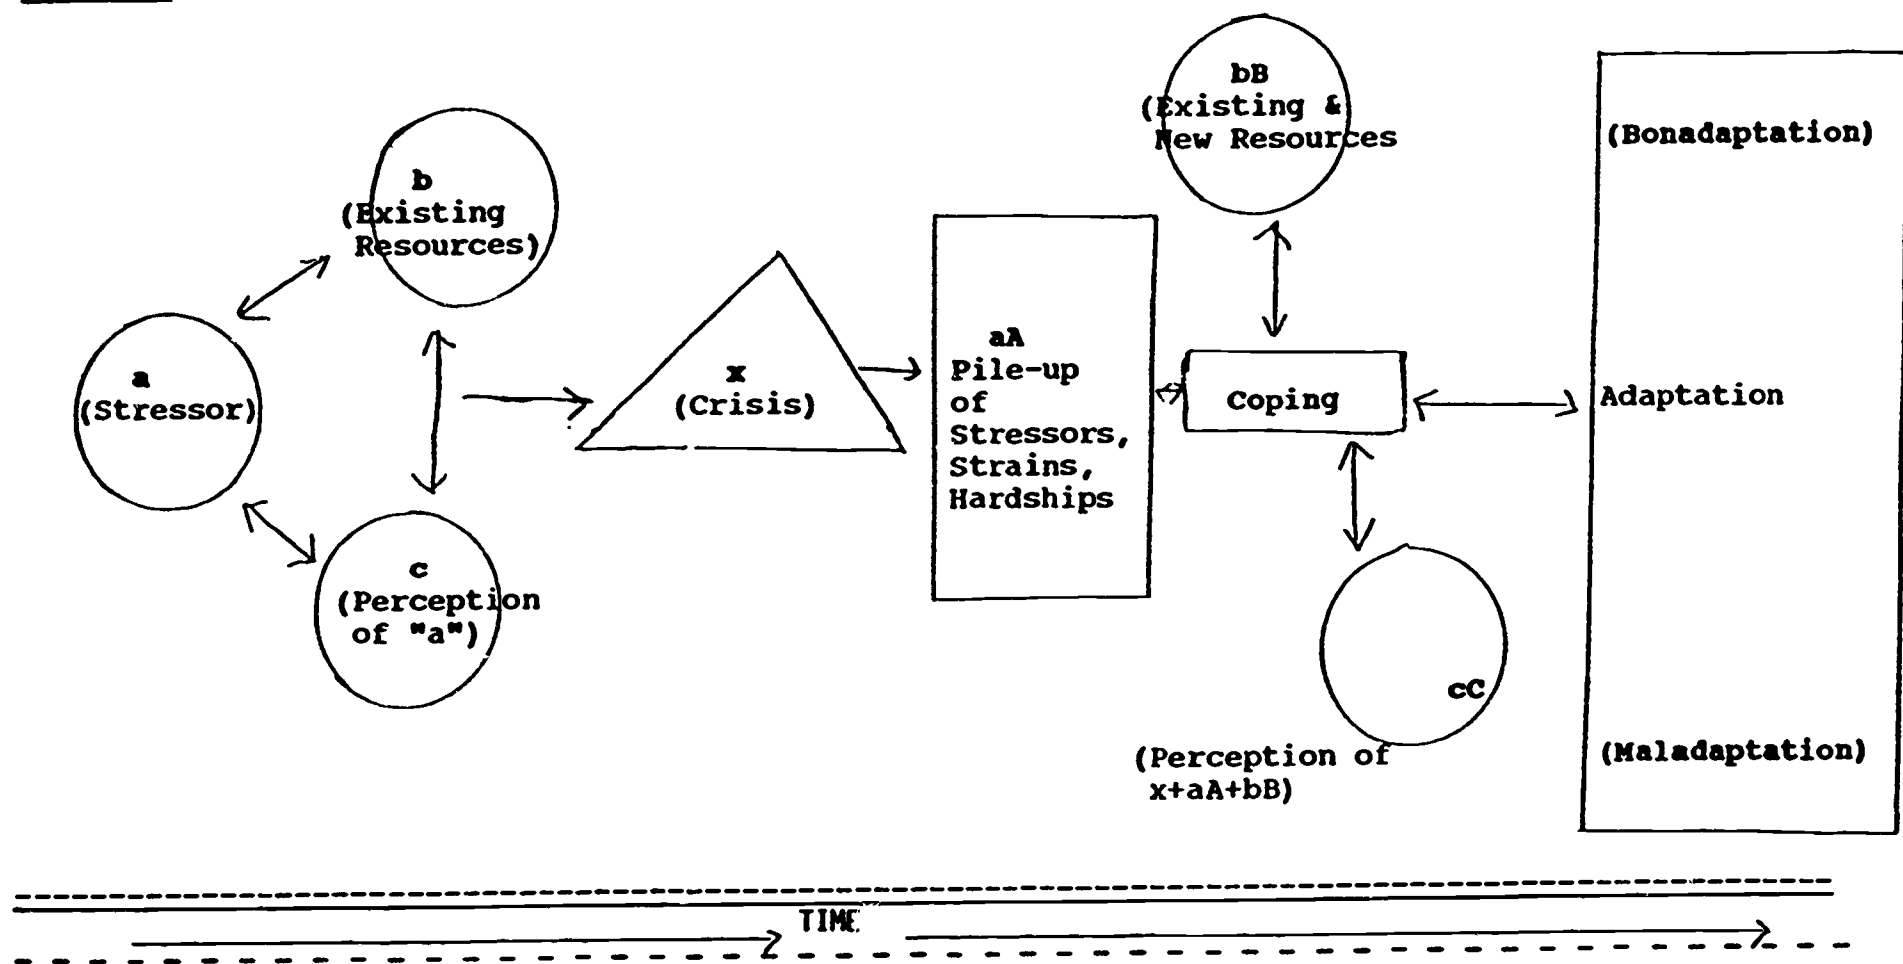 a
(Stressor)
b
(Existing
Resources)
c
(Perception
of "a")
x
(Crisis)
aA
Pile-up
of
Stressors,
Strains,
Hardships
bB
(Existing &
New Resources
Coping
cC
(Perception of
x+aA+bB)
(Bonadaptation)
Adaptation
(Maladaptation)
TIME